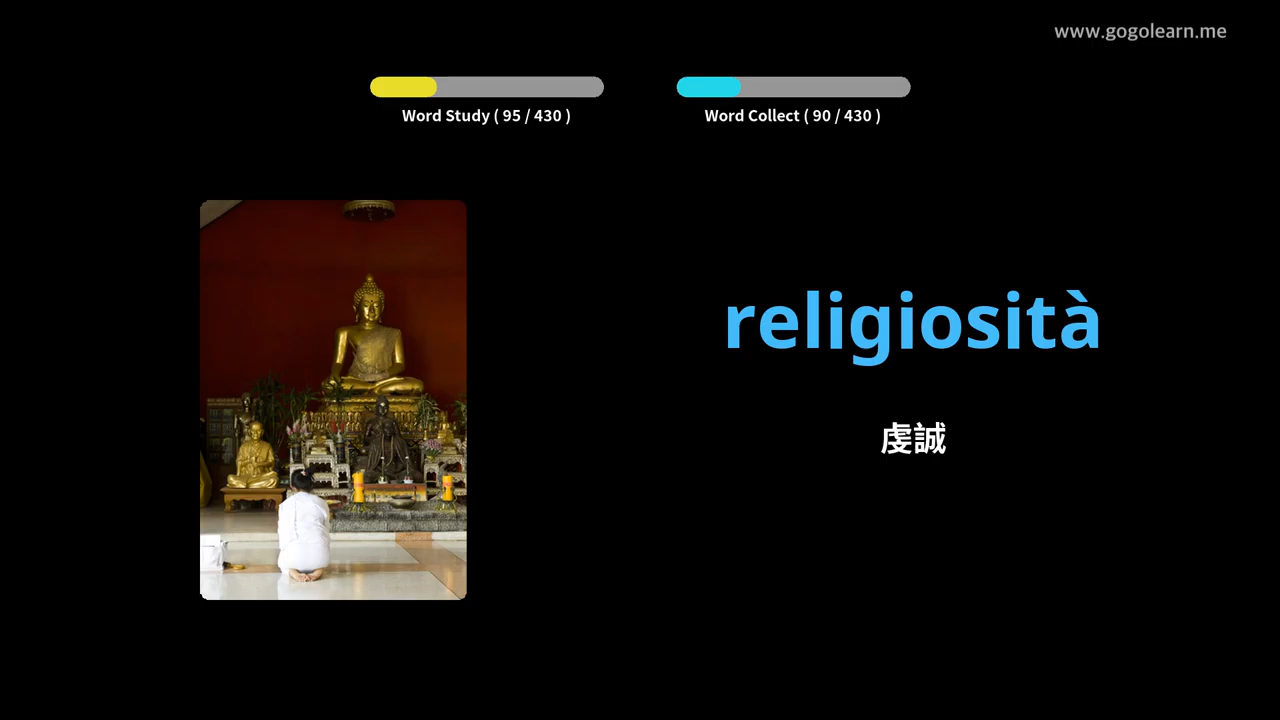 www.gogolearn.me
Word Study ( 95 / 430 )
Word Collect ( 90 / 430 )
religiosità
虔誠